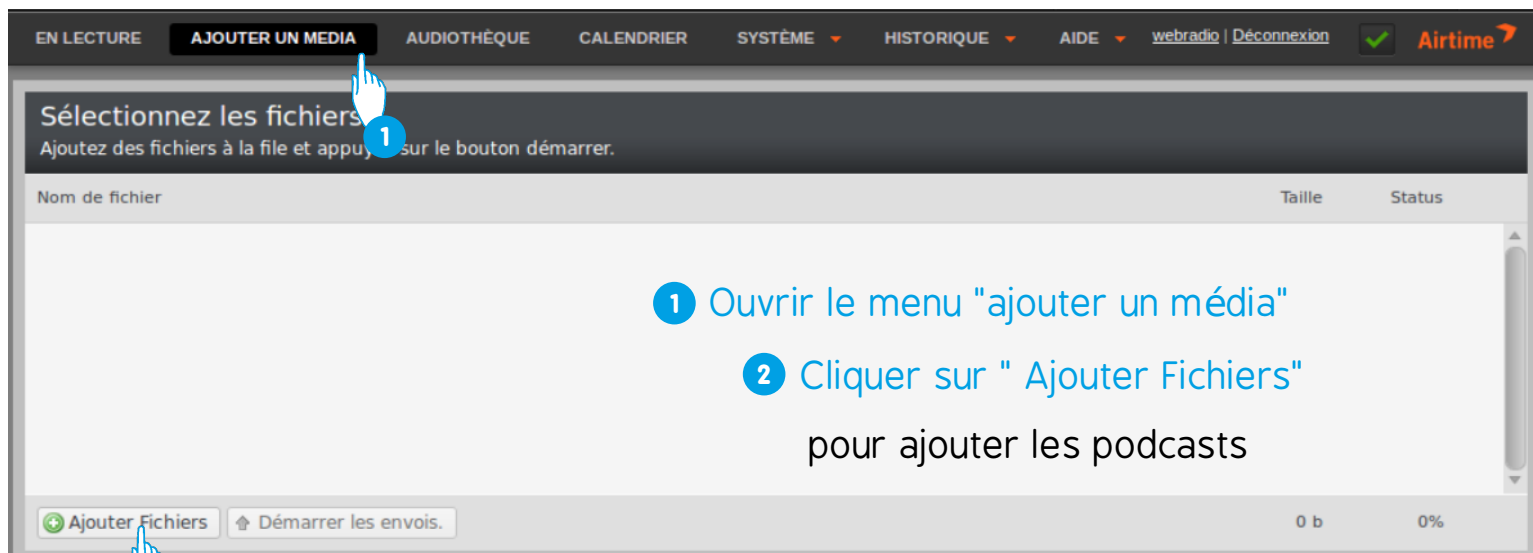 EN LECTURE AJOUTER UN MEDIA AUDIOTHÈQUE CALENDRIER SYSTÈME HISTORIQUE AIDE webradio | Déconnexion Airtime
Sélectionnez les fichiers
1
Ajoutez des fichiers à la file et appuy sur le bouton démarrer.
Nom de fichier Taille Status
1 Ouvrir le menu "ajouter un média"
2 Cliquer sur " Ajouter Fichiers"
pour ajouter les podcasts
Ajouter Fichiers Démarrer les envois. 0 b 0%